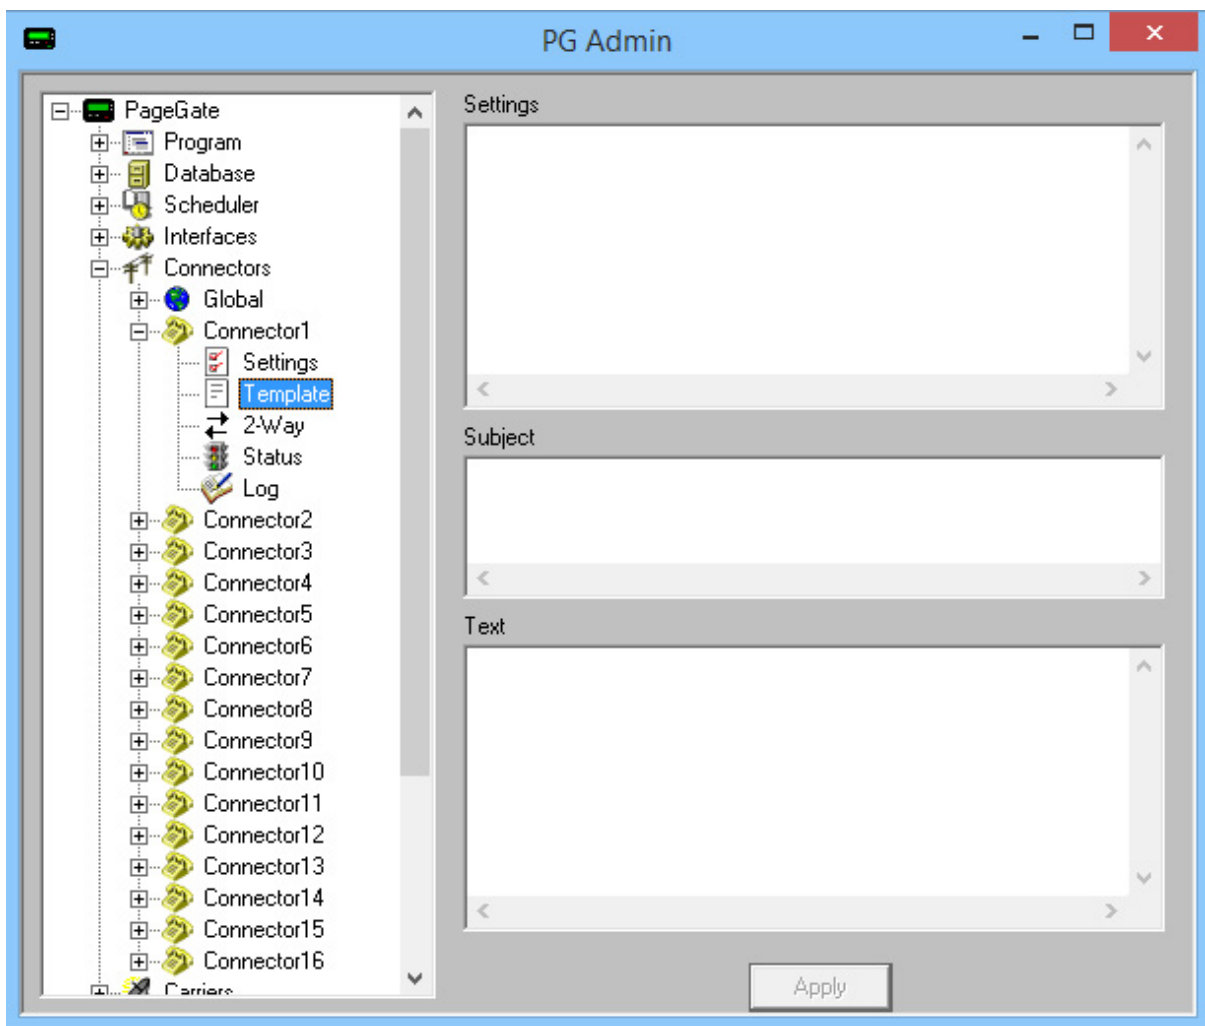 PG Admin
PageGate
Program
Database
Scheduler
Interfaces
Connectors
Global
Connector1
Settings
Template
2-Way
Status
Log
Connector2
Connector3
Connector4
Connector5
Connector6
Connector7
Connector8
Connector9
Connector10
Connector11
Connector12
Connector13
Connector14
Connector15
Connector16
Carriers
Settings
Subject
Text
Apply